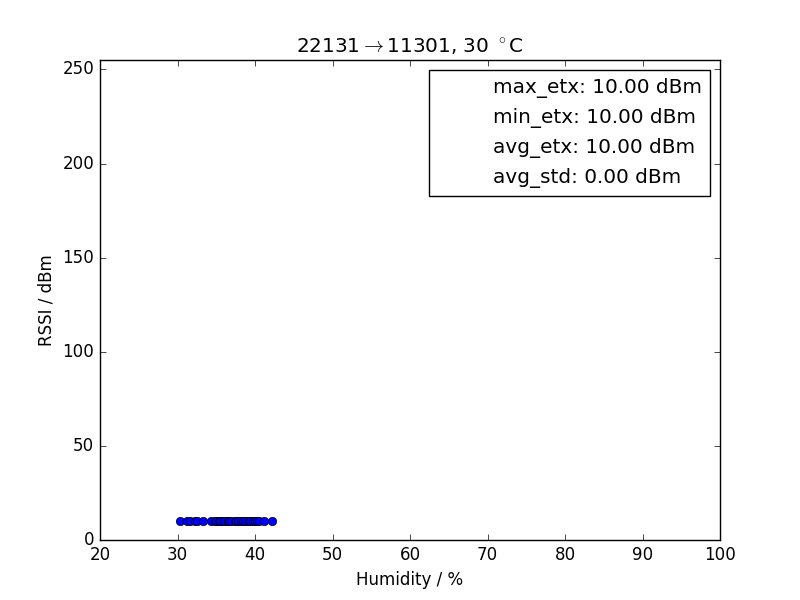 22131→11301, 30 °C
250
200
150
100
50
0
RSSI / dBm
max_etx: 10.00 dBm
min_etx: 10.00 dBm
avg_etx: 10.00 dBm
avg_std: 0.00 dBm
20 30 40 50 60 70 80 90 100
Humidity / %